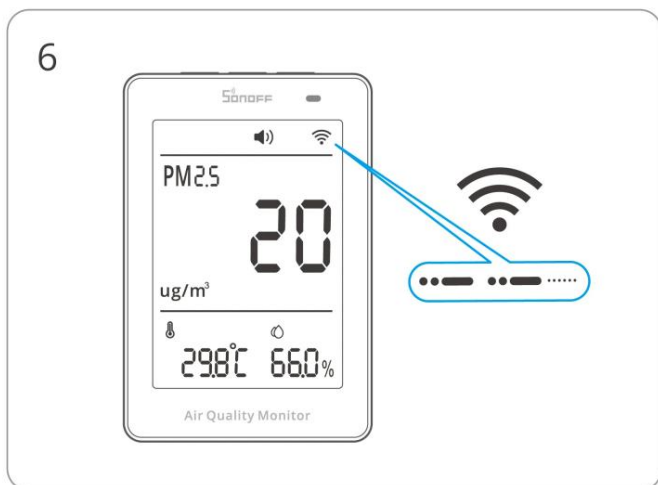 6
SONOFF
PM2.5
20
ug/m³
29.8℃ 66.0%
Air Quality Monitor